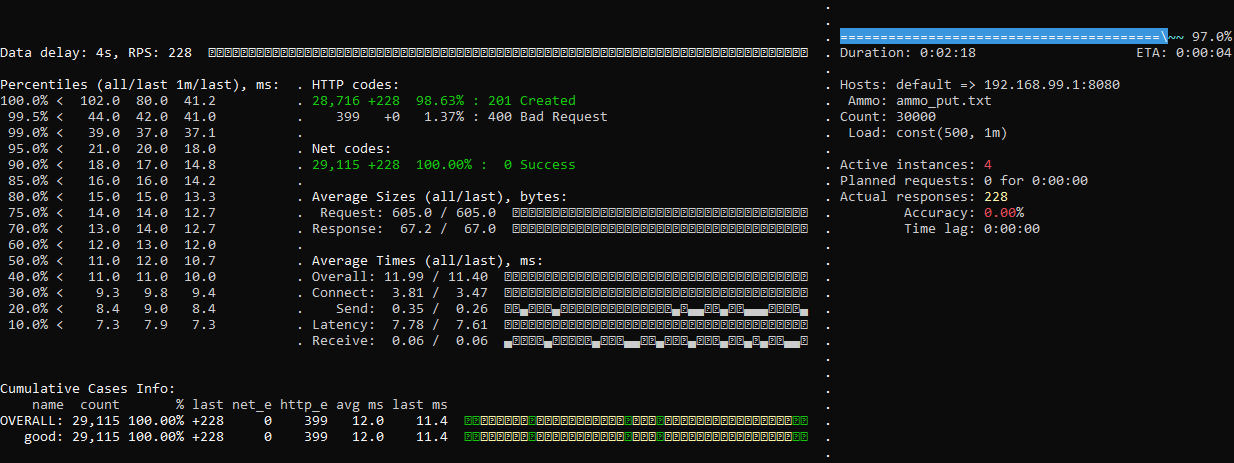 Data delay: 4s, RPS: 228
Percentiles (all/last 1m/last), ms:
100.0% < 102.0 80.0 41.2
99.5% < 44.0 42.0 41.0
99.0% < 39.0 37.0 37.1
95.0% < 21.0 20.0 18.0
90.0% < 18.0 17.0 14.8
85.0% < 16.0 16.0 14.2
80.0% < 15.0 15.0 13.3
75.0% < 14.0 14.0 12.7
70.0% < 13.0 14.0 12.7
60.0% < 12.0 13.0 12.0
50.0% < 11.0 12.0 10.7
40.0% < 11.0 11.0 10.0
30.0% < 9.3 9.8 9.4
20.0% < 8.4 9.0 8.4
10.0% < 7.3 7.9 7.3
. HTTP codes:
. 28,716 +228 98.63% : 201 Created
. 399 +0 1.37% : 400 Bad Request
. Net codes:
. 29,115 +228 100.00% : 0 Success
. Average Sizes (all/last), bytes:
. Request: 605.0 / 605.0
. Response: 67.2 / 67.0
. Average Times (all/last), ms:
. Overall: 11.99 / 11.40
. Connect: 3.81 / 3.47
. Send: 0.35 / 0.26
. Latency: 7.78 / 7.61
. Receive: 0.06 / 0.06
Cumulative Cases Info:
name count % last net_e http_e avg ms last ms
OVERALL: 29,115 100.00% +228 0 399 12.0 11.4
good: 29,115 100.00% +228 0 399 12.0 11.4
. ========================================\~~ 97.0%
. Duration: 0:02:18 ETA: 0:00:04
. Hosts: default => 192.168.99.1:8080
. Ammo: ammo_put.txt
. Count: 30000
. Load: const(500, 1m)
. Active instances: 4
. Planned requests: 0 for 0:00:00
. Actual responses: 228
. Accuracy: 0.00%
. Time lag: 0:00:00